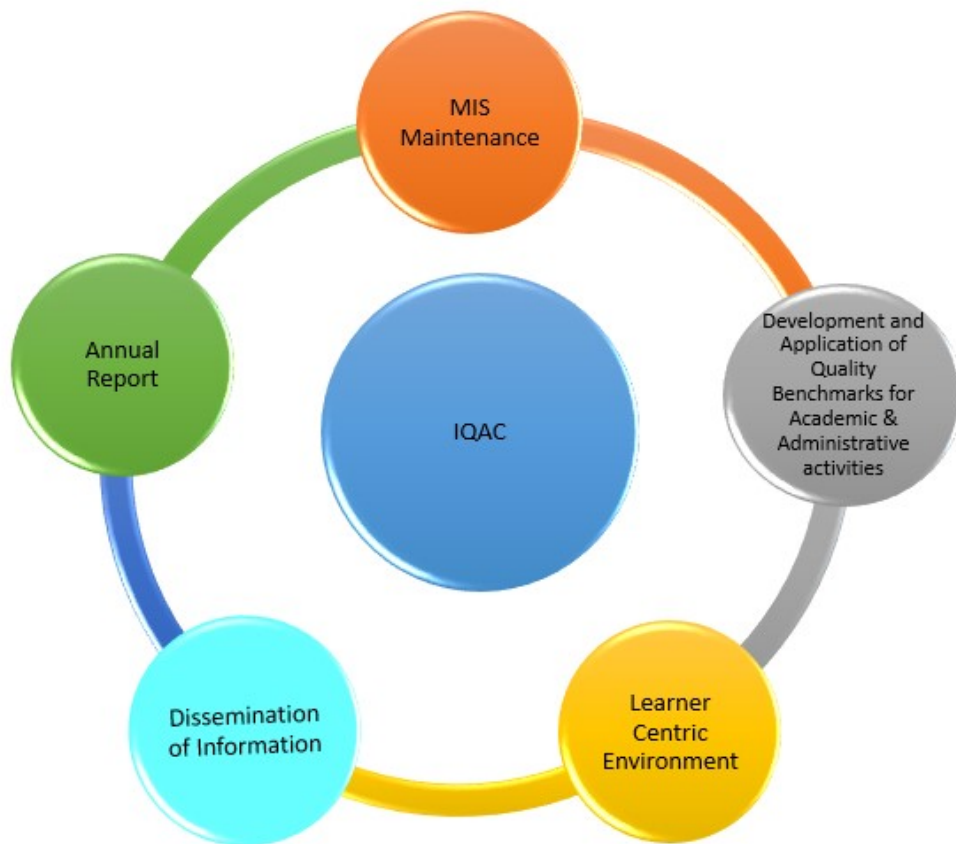 MIS
Maintenance
Development and
Application of
Quality
Benchmarks for
Academic &
Administrative
activities
Learner
Centric
Environment
Dissemination
of Information
Annual
Report
IQAC